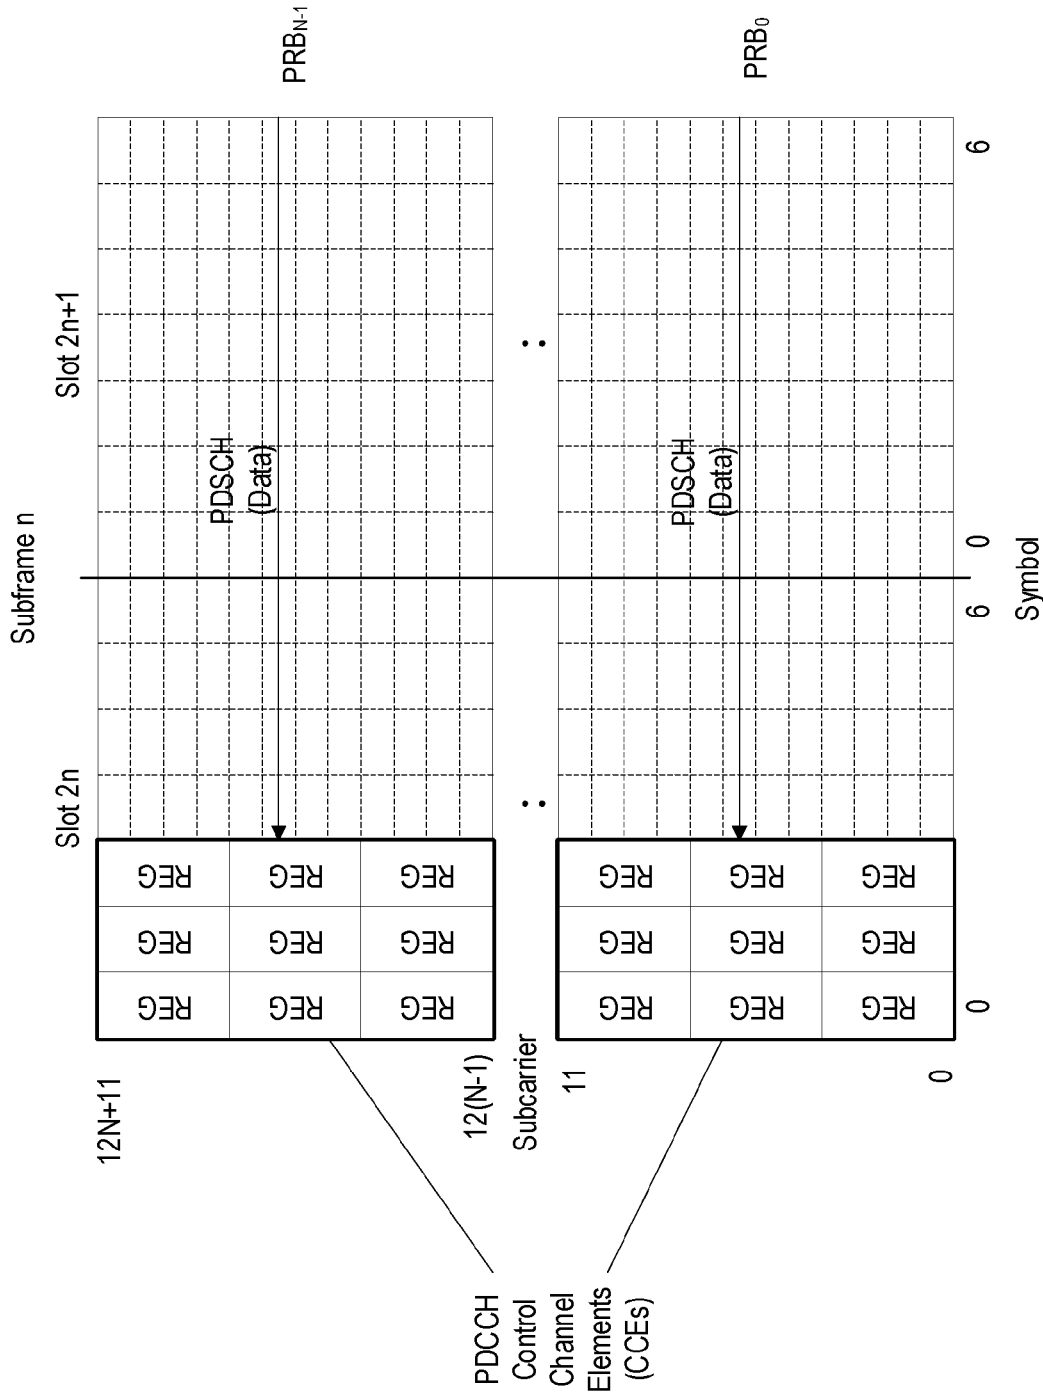 Subframe n
Slot 2n
Slot 2n+1
12N+11
REG REG REG
REG REG REG
REG REG REG
PDSCH
(Data)
PRB_N-1
12(N-1)
Subcarrier
:
:
11
REG REG REG
REG REG REG
REG REG REG
PDSCH
(Data)
PRB_0
0
0
6
0
6
Symbol
PDCCH
Control
Channel
Elements
(CCEs)